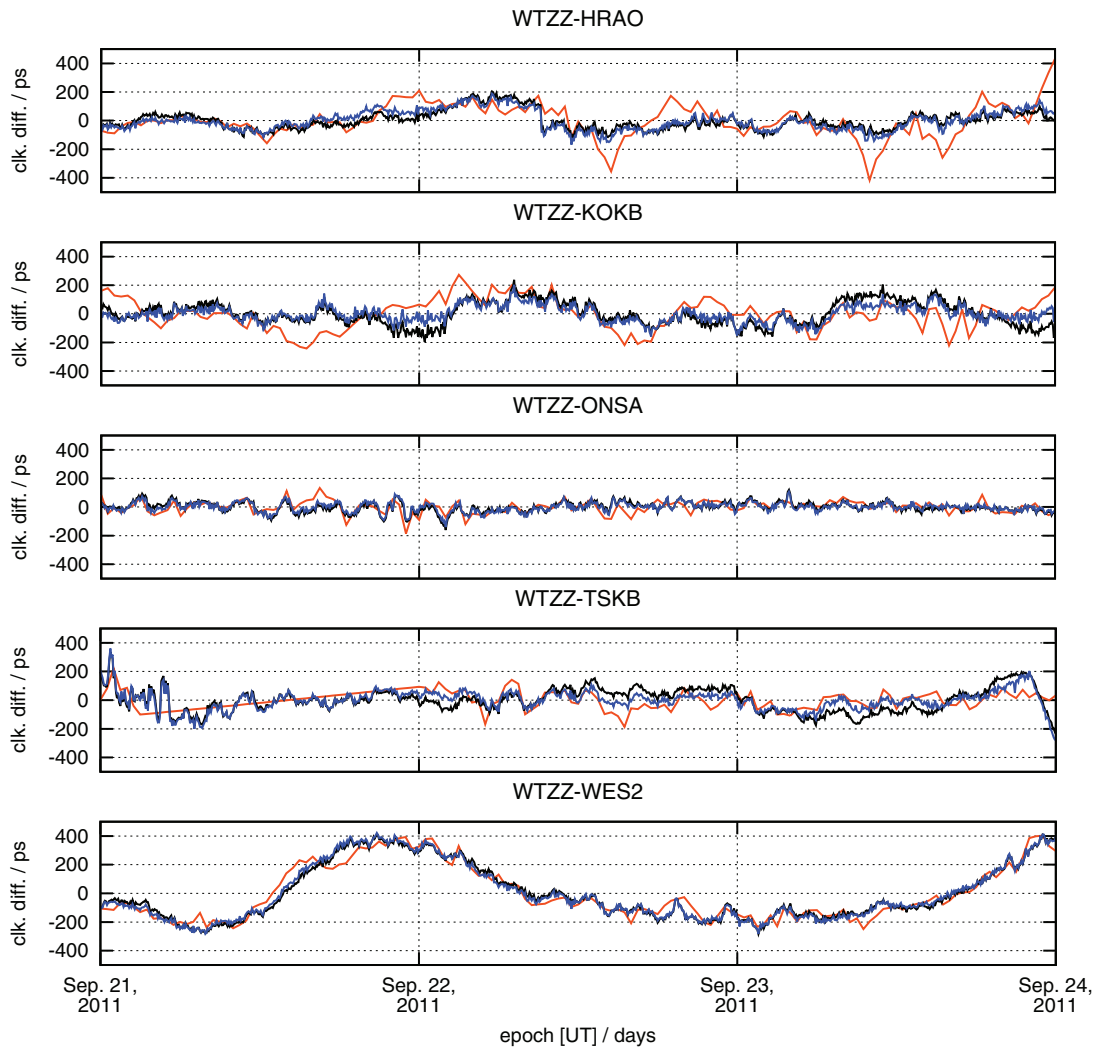 WTZZ-HRAO
clk. diff. / ps
400
200
0
-200
-400
WTZZ-KOKB
clk. diff. / ps
400
200
0
-200
-400
WTZZ-ONSA
clk. diff. / ps
400
200
0
-200
-400
WTZZ-TSKB
clk. diff. / ps
400
200
0
-200
-400
WTZZ-WES2
clk. diff. / ps
400
200
0
-200
-400
Sep. 21, 2011
Sep. 22, 2011
Sep. 23, 2011
Sep. 24, 2011
epoch [UT] / days